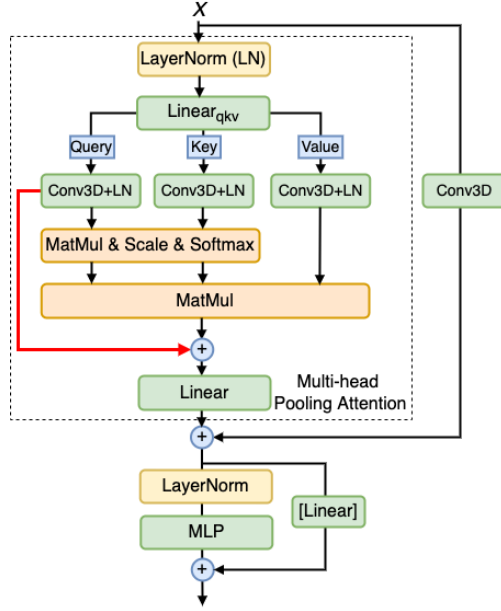 X
LayerNorm (LN)
Linear_qkv
Query
Key
Value
Conv3D+LN
Conv3D+LN
Conv3D+LN
Conv3D
MatMul & Scale & Softmax
MatMul
+
Linear
Multi-head
Pooling Attention
+
LayerNorm
[Linear]
MLP
+